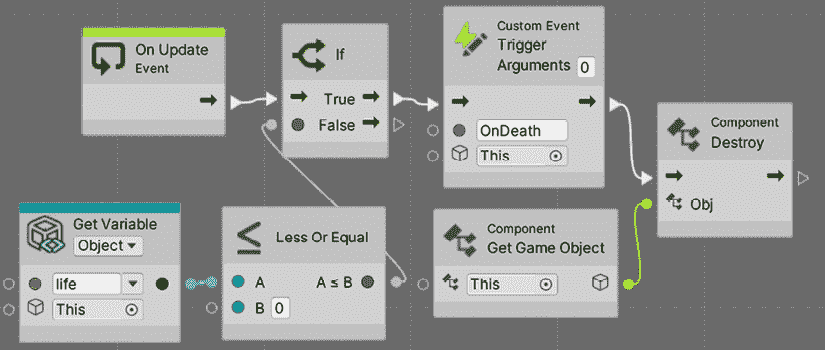 On Update
Event
If
True
False
Custom Event
Trigger
Arguments 0
OnDeath
This
Component
Destroy
Obj
Get Variable
Object
life
This
Less Or Equal
A A ≤ B
B 0
Component
Get Game Object
This